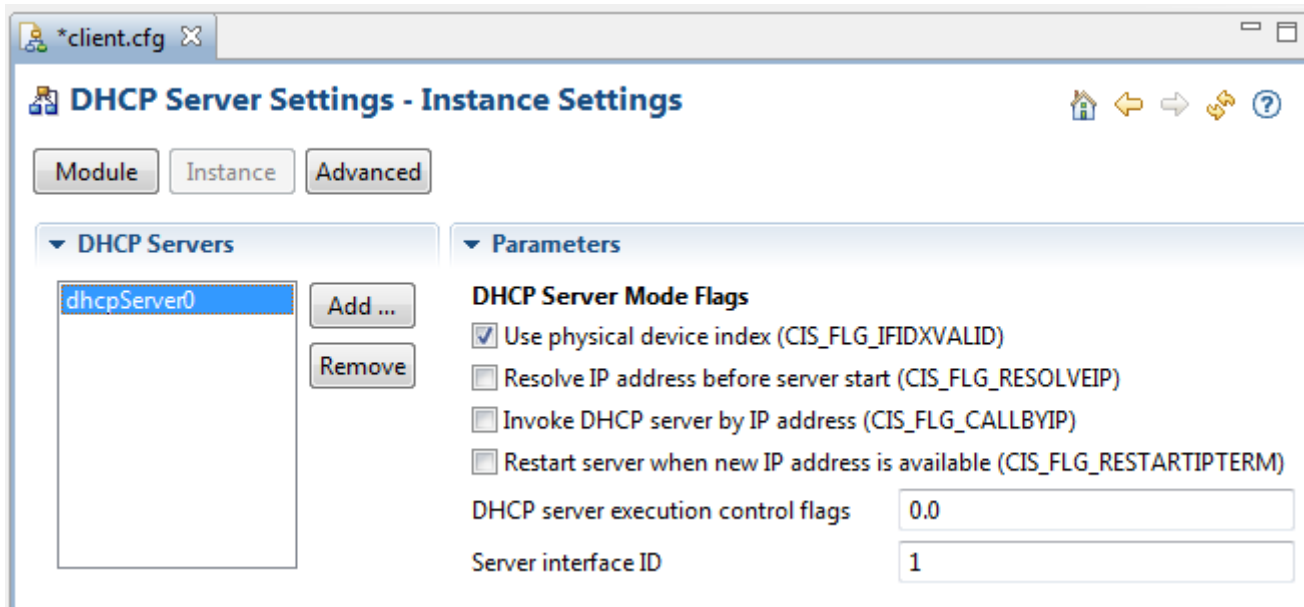 *client.cfg
DHCP Server Settings - Instance Settings
Module Instance Advanced
DHCP Servers
dhcpServer0
Add ...
Remove
Parameters
DHCP Server Mode Flags
Use physical device index (CIS_FLG_IFIDXVALID)
Resolve IP address before server start (CIS_FLG_RESOLVEIP)
Invoke DHCP server by IP address (CIS_FLG_CALLBYIP)
Restart server when new IP address is available (CIS_FLG_RESTARTIPTERM)
DHCP server execution control flags 0.0
Server interface ID 1